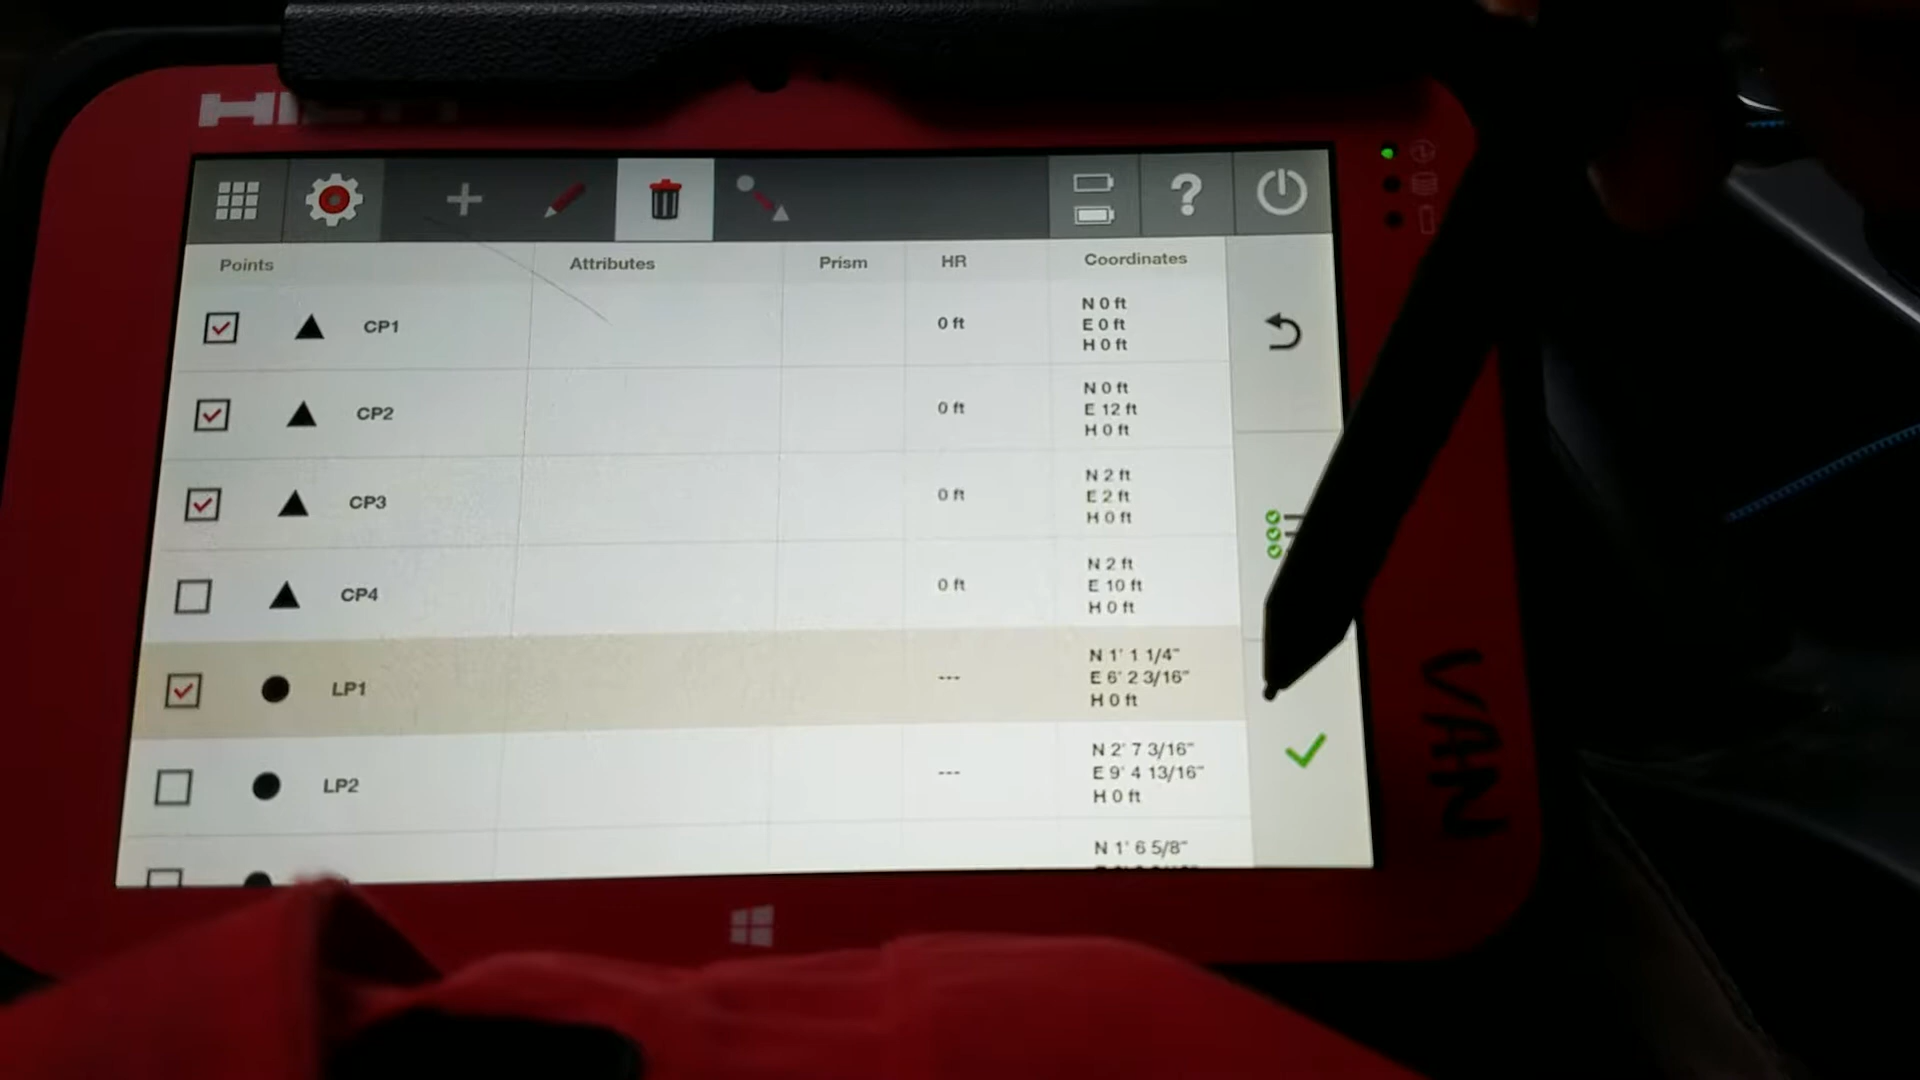 ?
Points Attributes Prism HR Coordinates
CP1 0 ft N 0 ft
E 0 ft
H 0 ft
CP2 0 ft N 0 ft
E 12 ft
H 0 ft
CP3 0 ft N 2 ft
E 2 ft
H 0 ft
CP4 0 ft N 2 ft
E 10 ft
H 0 ft
LP1 --- N 1' 1 1/4"
E 6' 2 3/16"
H 0 ft
LP2 --- N 2' 7 3/16"
E 9' 4 13/16"
H 0 ft
N 1' 6 5/8"
VAN